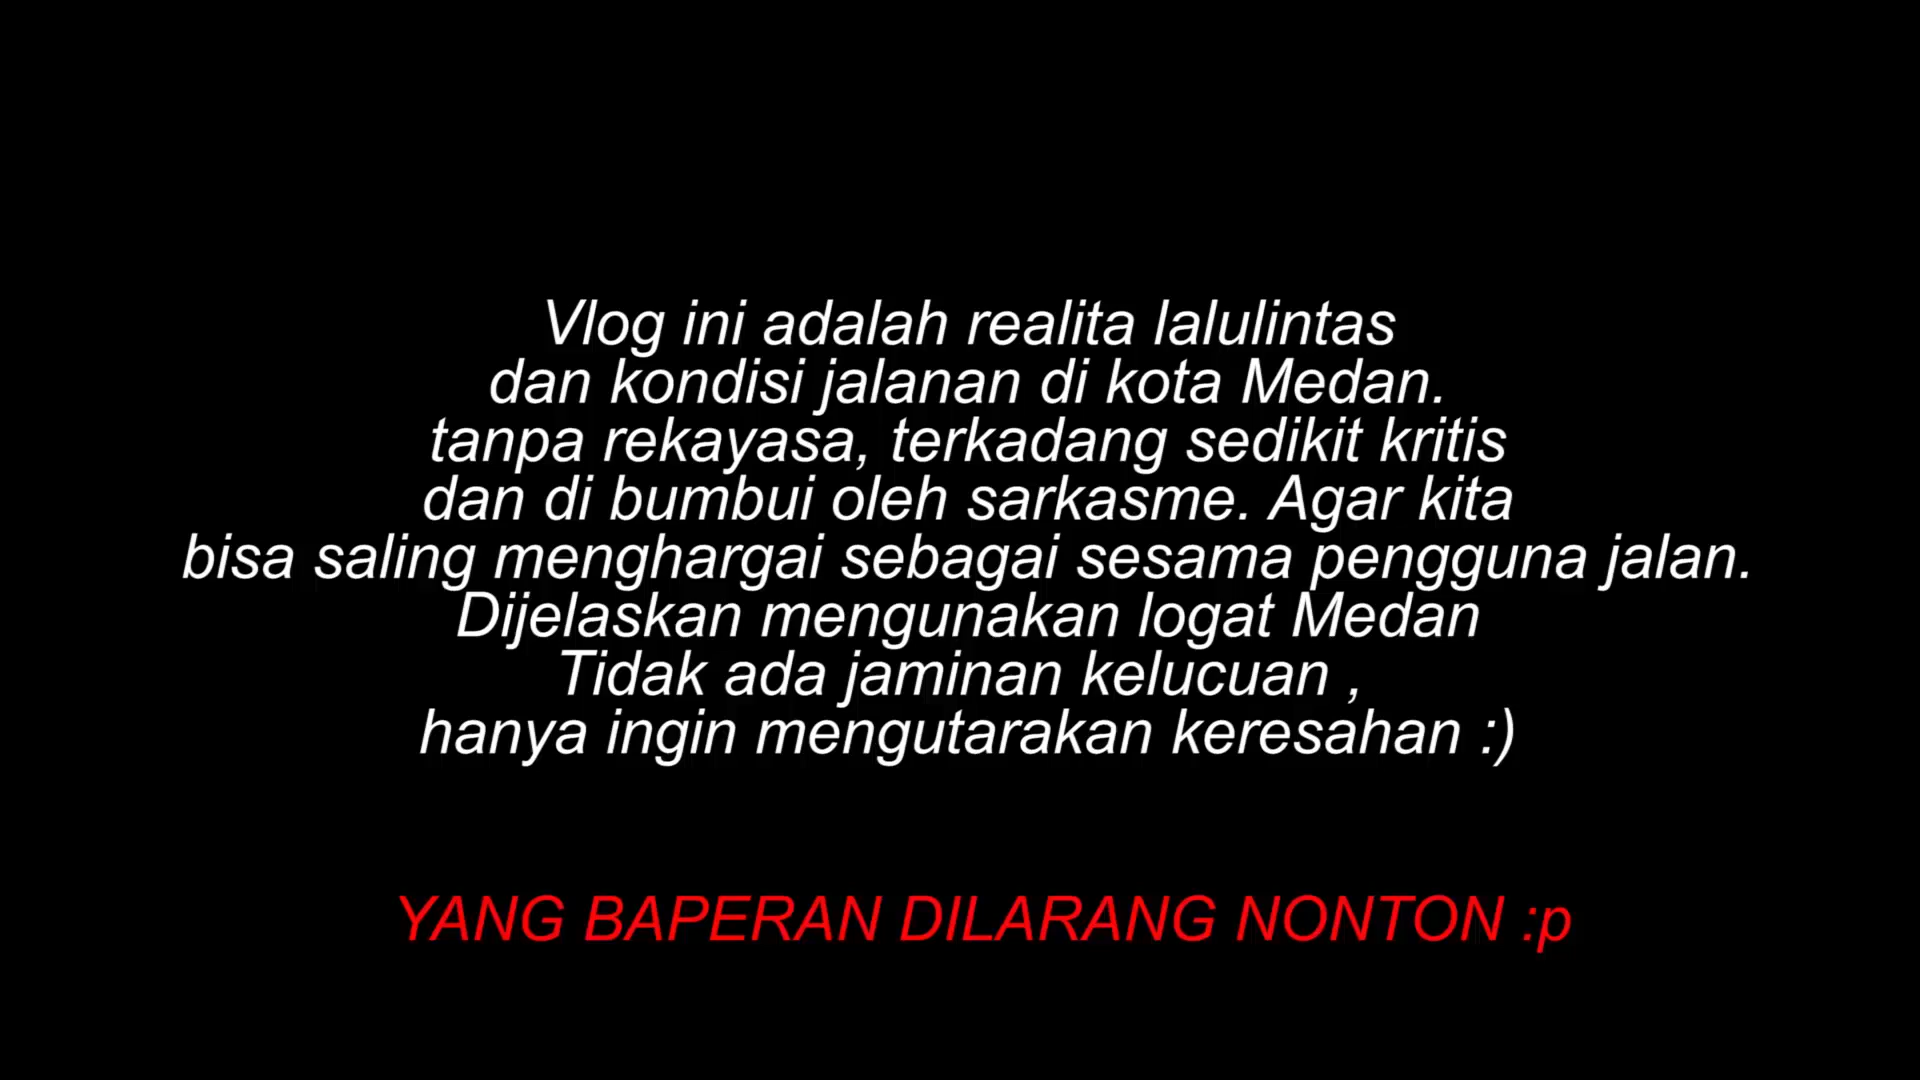 Vlog ini adalah realita lalulintas
dan kondisi jalanan di kota Medan.
tanpa rekayasa, terkadang sedikit kritis
dan di bumbui oleh sarkasme. Agar kita
bisa saling menghargai sebagai sesama pengguna jalan.
Dijelaskan mengunakan logat Medan
Tidak ada jaminan kelucuan ,
hanya ingin mengutarakan keresahan :)
YANG BAPERAN DILARANG NONTON :p